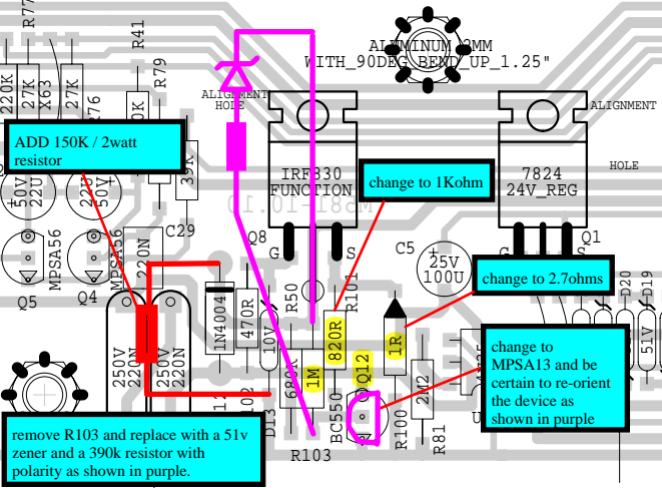 R77
R41
ALUMINUM 2MM
WITH_90DEG_BEND_UP_1.25"
R79
220K
27K
X63
27K
R76
ALIGNMENT
HOLE
ALIGNMENT
HOLE
ADD 150K / 2watt
resistor
39K
IRF830
FUNCTION
change to 1Kohm
7824
24V_REG
50V
22U
22U
50V
MPSA56
MPSA56
220N
C29
Q8
G
S
C5
Q1
25V
100U
change to 2.7ohms
Q5
Q4
R50
R101
D20
D19
1N4004
470R
10V
820R
1R
51V
250V
220N
250V
220N
680K
1M
Q12
2M2
change to
MPSA13 and be
certain to re-orient
the device as
shown in purple
D13
BC550
R100
R81
R103
remove R103 and replace with a 51v
zener and a 390k resistor with
polarity as shown in purple.